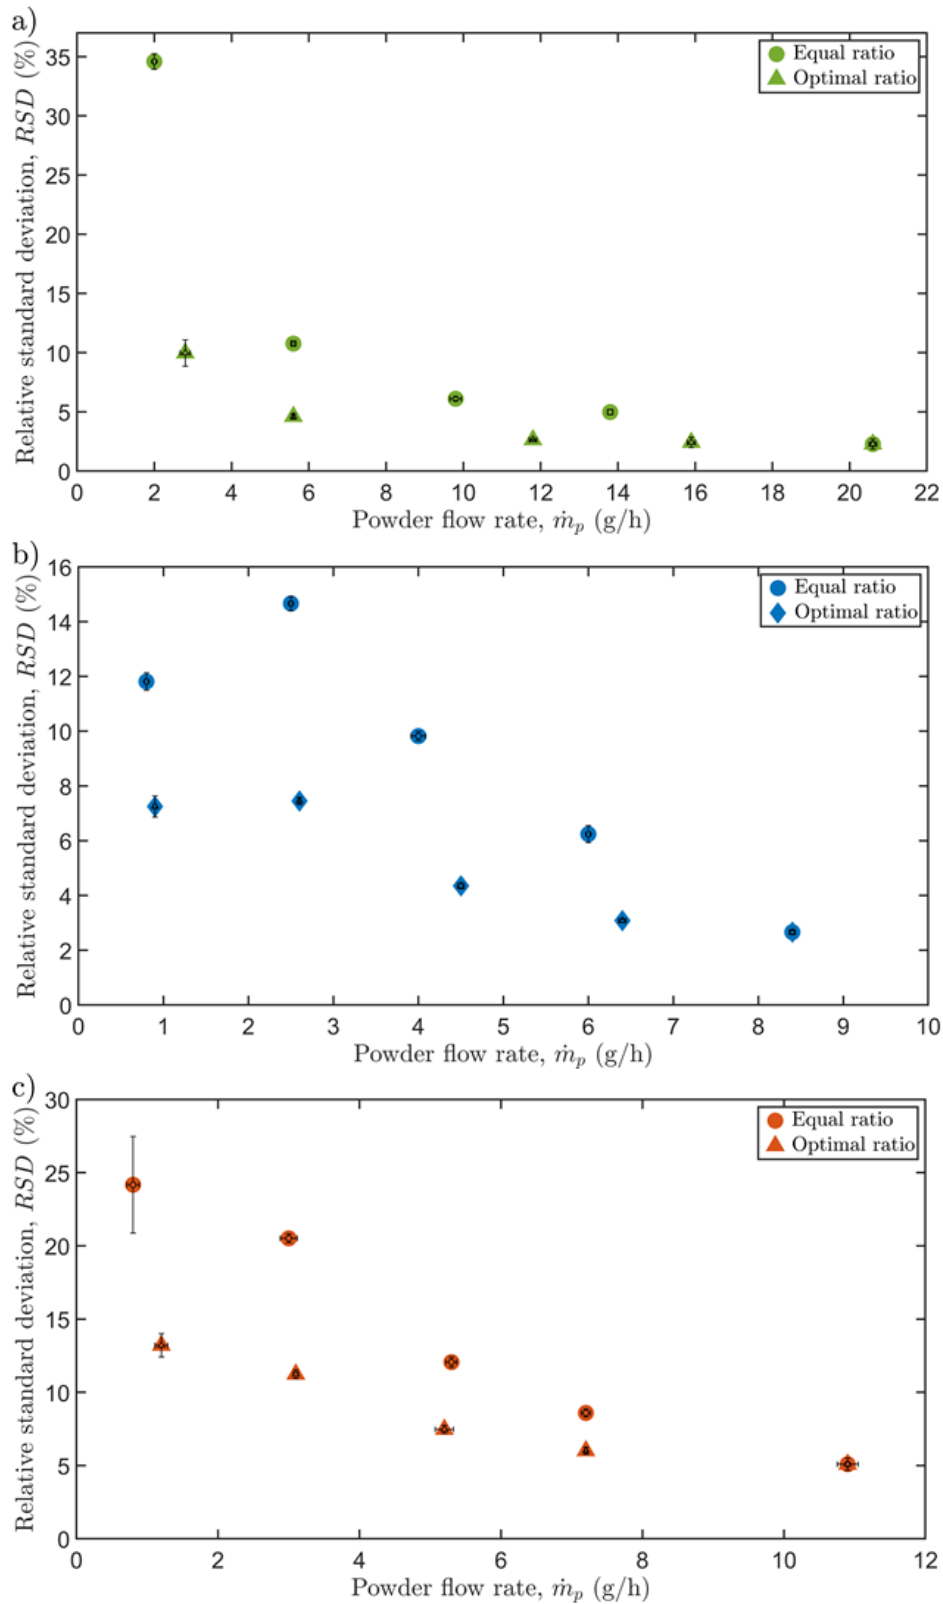 a)
Relative standard deviation, RSD (%)
35
30
25
20
15
10
5
0
Equal ratio
Optimal ratio
0 2 4 6 8 10 12 14 16 18 20 22
Powder flow rate, ṁ_p (g/h)
b)
Relative standard deviation, RSD (%)
16
14
12
10
8
6
4
2
0
Equal ratio
Optimal ratio
0 1 2 3 4 5 6 7 8 9 10
Powder flow rate, ṁ_p (g/h)
c)
Relative standard deviation, RSD (%)
30
25
20
15
10
5
0
Equal ratio
Optimal ratio
0 2 4 6 8 10 12
Powder flow rate, ṁ_p (g/h)